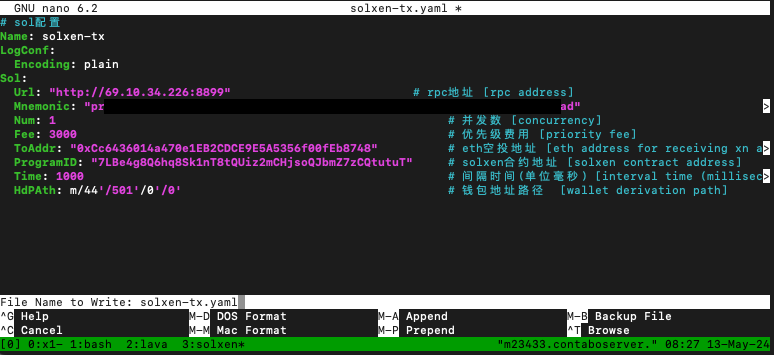 GNU nano 6.2 solxen-tx.yaml *
# sol配置
Name: solxen-tx
LogConf:
Encoding: plain
Sol:
Url: "http://69.10.34.226:8899" # rpc地址 [rpc address]
Mnemonic: "pr ad" >
Num: 1 # 并发数 [concurrency]
Fee: 3000 # 优先级费用 [priority fee]
ToAddr: "0xCc6436014a470e1EB2CDCE9E5A5356f00fEb8748" # eth空投地址 [eth address for receiving xn a>
ProgramID: "7LBe4g8Q6hq8Sk1nT8tQUiz2mCHjsoQJbmZ7zCQtutuT" # solxen合约地址 [solxen contract address]
Time: 1000 # 间隔时间(单位毫秒) [interval time (millisec>
HdPAth: m/44'/501'/0'/0' # 钱包地址路径 [wallet derivation path]
File Name to Write: solxen-tx.yaml
^G Help M-D DOS Format M-A Append M-B Backup File
^C Cancel M-M Mac Format M-P Prepend ^T Browse
[0] 0:x1- 1:bash 2:lava 3:solxen* "m23433.contaboserver." 08:27 13-May-24